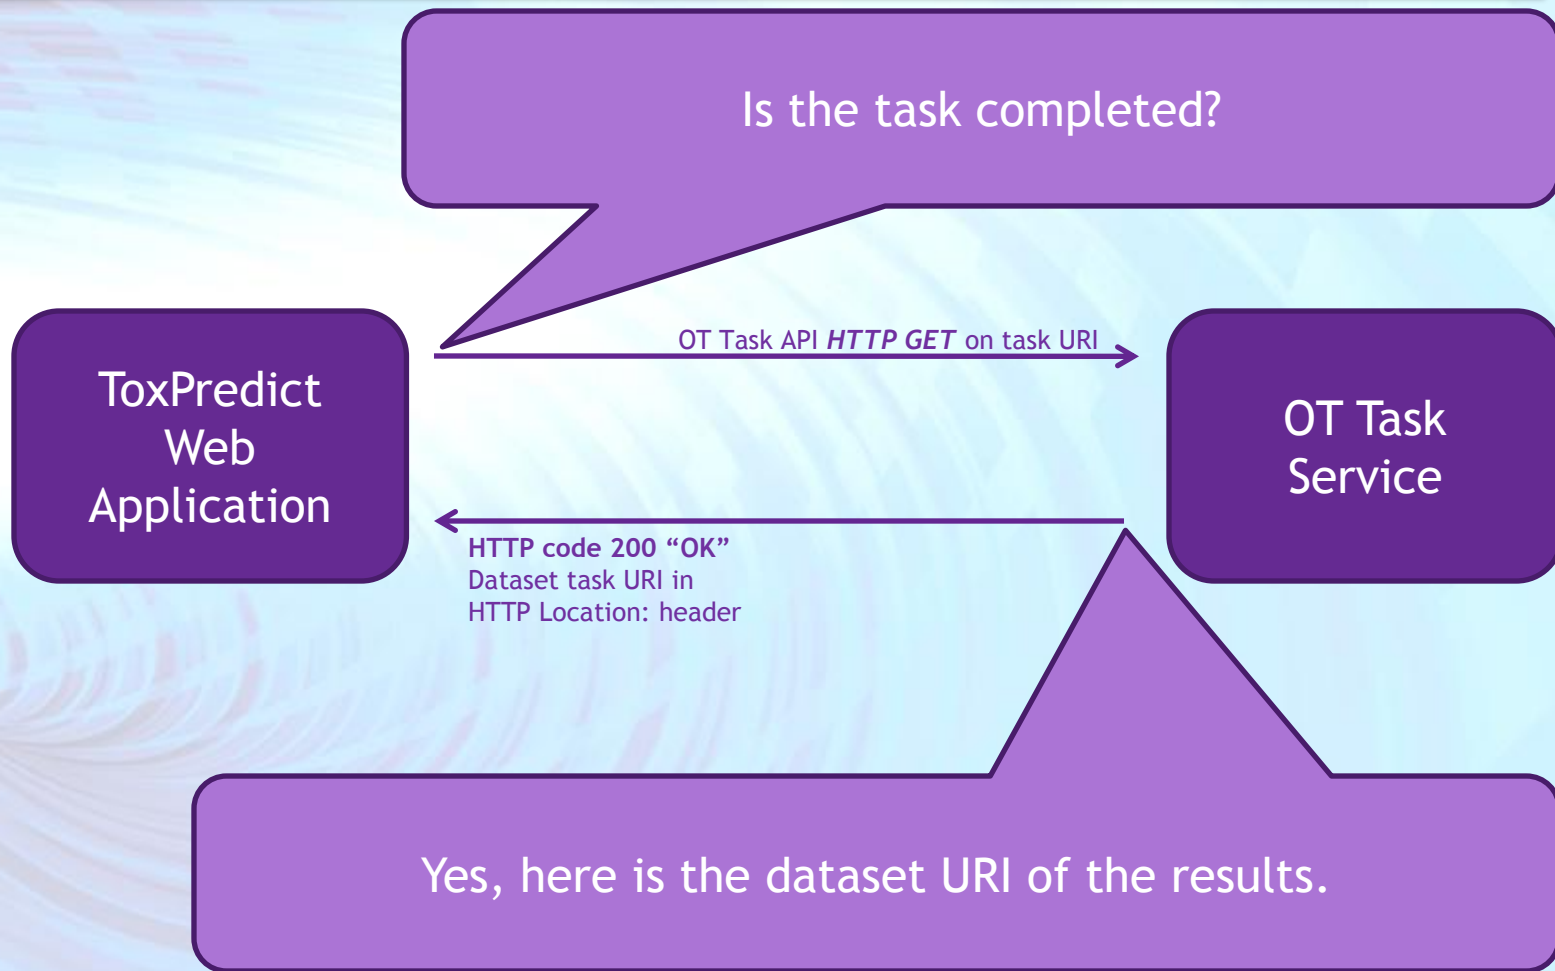 Is the task completed?
OT Task API HTTP GET on task URI
ToxPredict
Web
Application
OT Task
Service
HTTP code 200 “OK”
Dataset task URI in
HTTP Location: header
Yes, here is the dataset URI of the results.